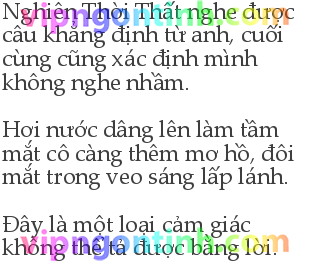 Nghiên Thời Thất nghe được
câu khẳng định từ anh, cuối
cùng cũng xác định mình
không nghe nhầm.
Hơi nước dâng lên làm tầm
mắt cô càng thêm mơ hồ, đôi
mắt trong veo sáng lấp lánh.
Đây là một loại cảm giác
không thể tả được bằng lời.
vipngontinh.com
vipngontinh.com